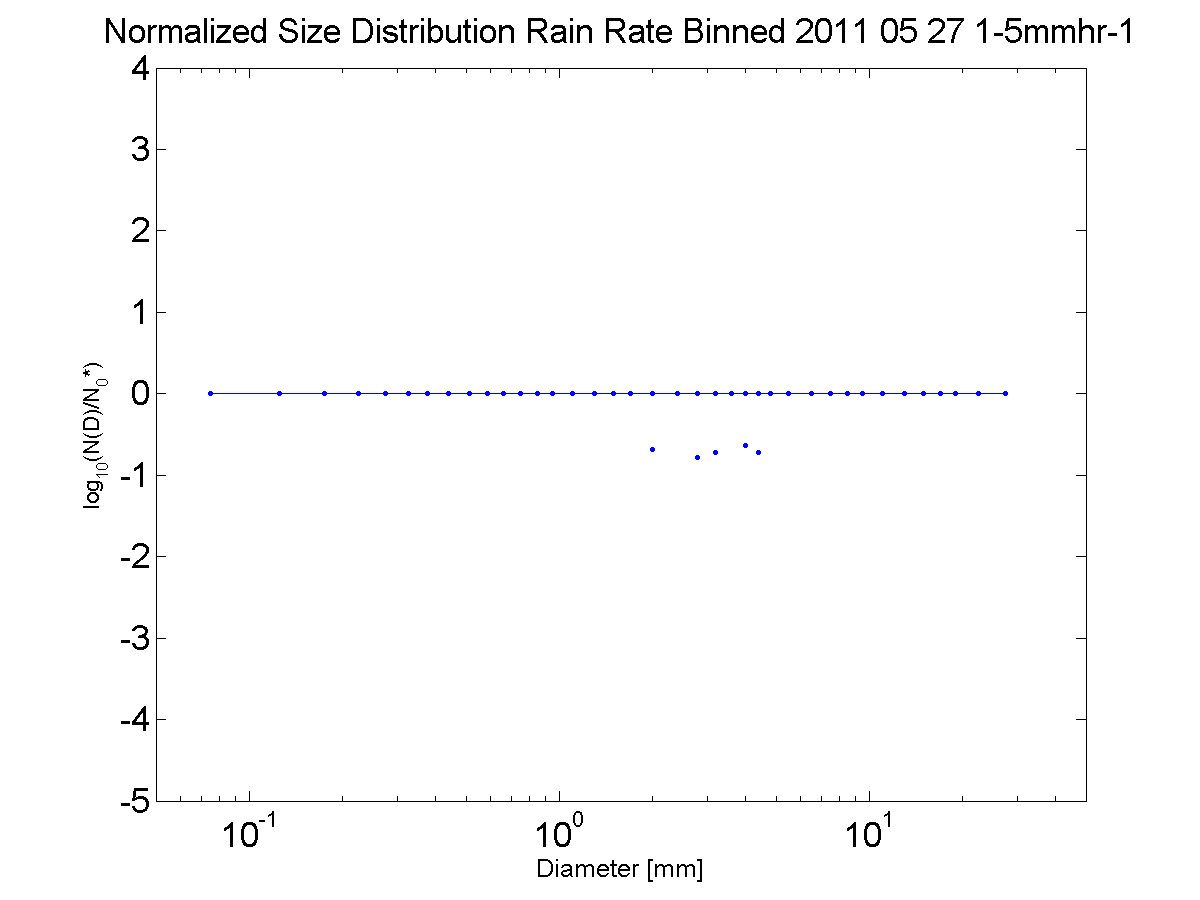 Normalized Size Distribution Rain Rate Binned 2011 05 27 1-5mmhr-1
4
3
2
1
0
-1
-2
-3
-4
-5
log10(N(D)/N0*)
10-1 100 101
Diameter [mm]